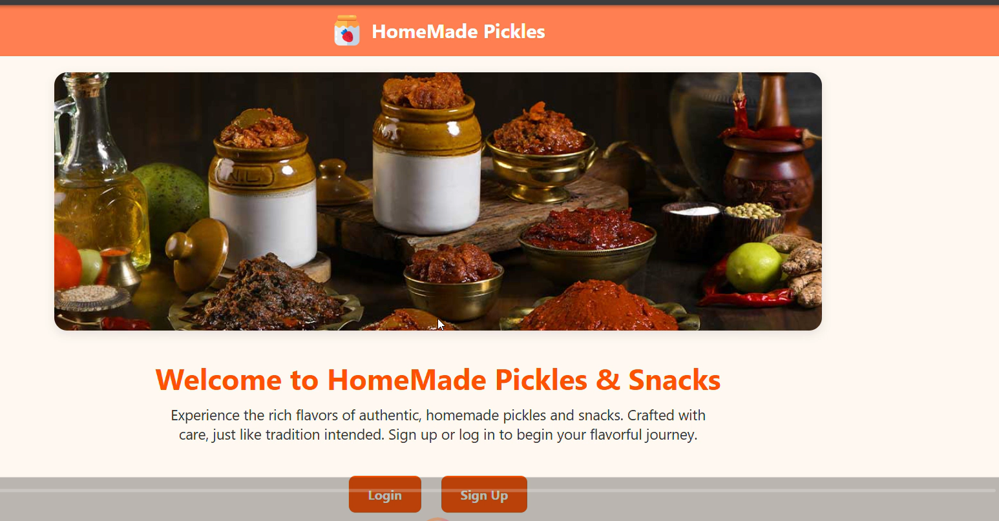 HomeMade Pickles
Welcome to HomeMade Pickles & Snacks
Experience the rich flavors of authentic, homemade pickles and snacks. Crafted with
care, just like tradition intended. Sign up or log in to begin your flavorful journey.
Login Sign Up